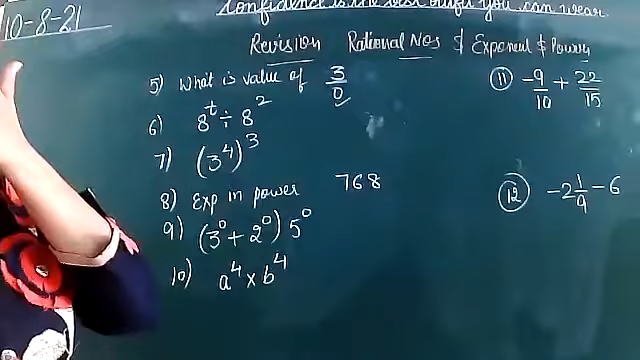 10-8-21
Confidence is the best outfit you can wear
Revision Rational Nos & Exponent & Power
5) What is value of 3/0
6) 8^t ÷ 8^2
7) (3^4)^3
8) Exp in power 768
9) (3^0 + 2^0) 5^0
10) a^4 × b^4
11 -9/10 + 22/15
12 -2 1/9 - 6